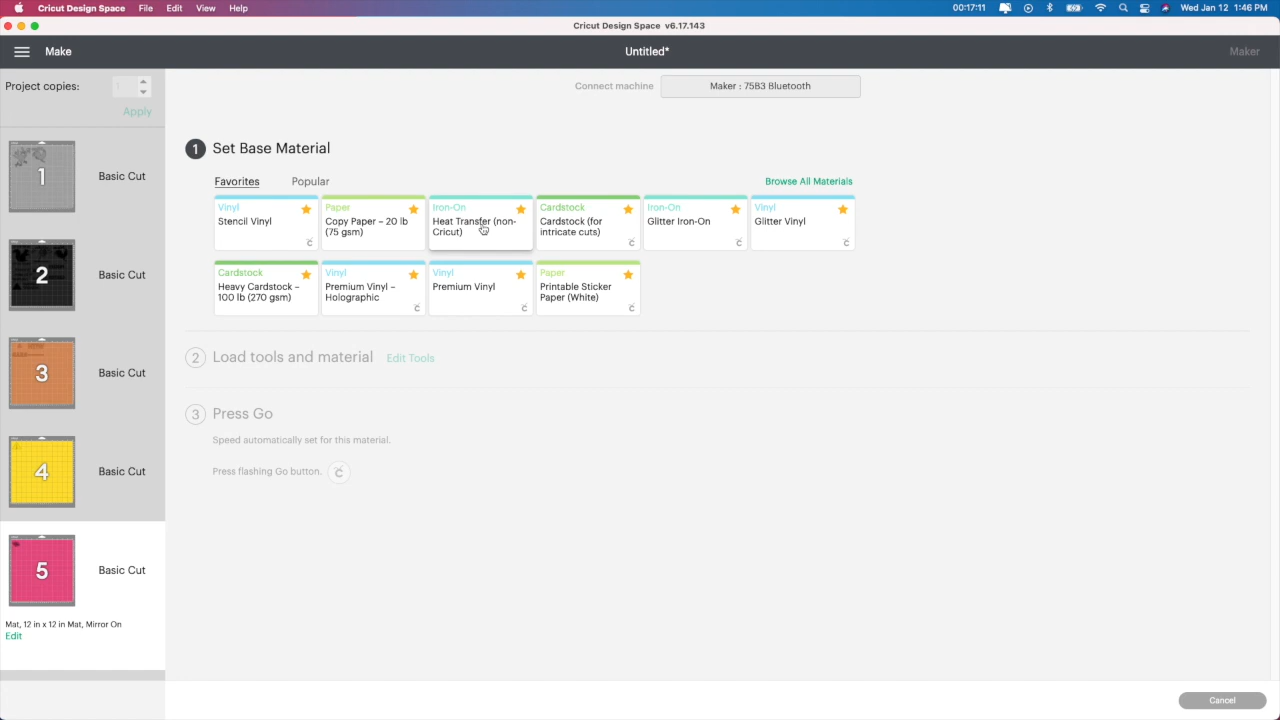 Cricut Design Space File Edit View Help 00:17:11 Wed Jan 12 1:46 PM
Cricut Design Space v6.17.143
Make Untitled* Maker
Project copies: 1
Apply
Connect machine Maker : 75B3 Bluetooth
1 Basic Cut
2 Basic Cut
3 Basic Cut
4 Basic Cut
5 Basic Cut
Mat, 12 in x 12 in Mat, Mirror On
Edit
1 Set Base Material
Favorites Popular Browse All Materials
Vinyl
Stencil Vinyl
Paper
Copy Paper – 20 lb
(75 gsm)
Iron-On
Heat Transfer (non-
Cricut)
Cardstock
Cardstock (for
intricate cuts)
Iron-On
Glitter Iron-On
Vinyl
Glitter Vinyl
Cardstock
Heavy Cardstock –
100 lb (270 gsm)
Vinyl
Premium Vinyl –
Holographic
Vinyl
Premium Vinyl
Paper
Printable Sticker
Paper (White)
2 Load tools and material Edit Tools
3 Press Go
Speed automatically set for this material.
Press flashing Go button.
Cancel